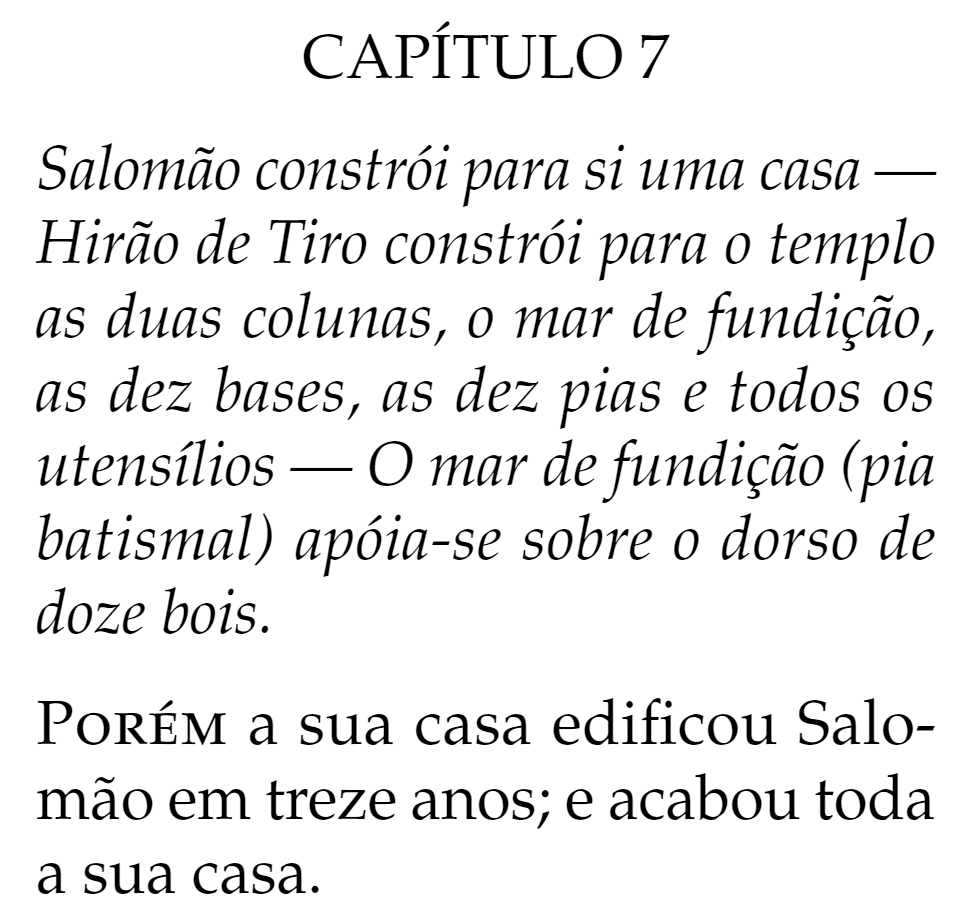 CAPÍTULO 7
Salomão constrói para si uma casa —
Hirão de Tiro constrói para o templo
as duas colunas, o mar de fundição,
as dez bases, as dez pias e todos os
utensílios — O mar de fundição (pia
batismal) apóia-se sobre o dorso de
doze bois.
PORÉM a sua casa edificou Salo-
mão em treze anos; e acabou toda
a sua casa.